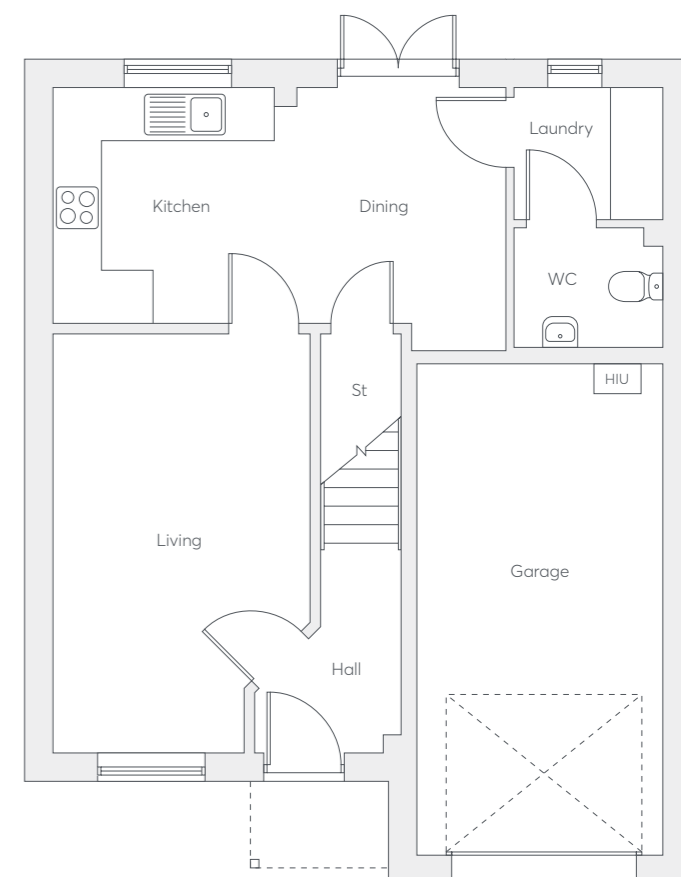 Laundry
Kitchen
Dining
WC
HIU
St
Living
Garage
Hall